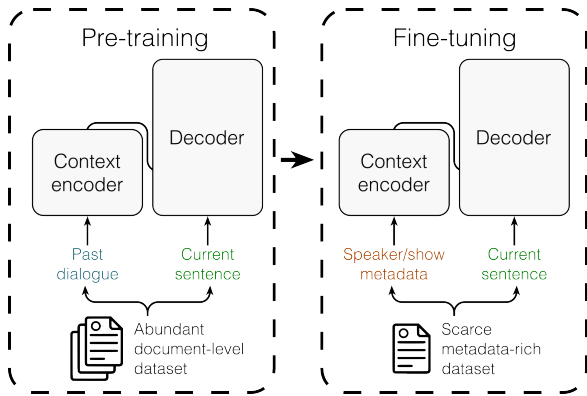 Pre-training
Decoder
Context
encoder
Past
dialogue
Current
sentence
Abundant
document-level
dataset
Fine-tuning
Decoder
Context
encoder
Speaker/show
metadata
Current
sentence
Scarce
metadata-rich
dataset